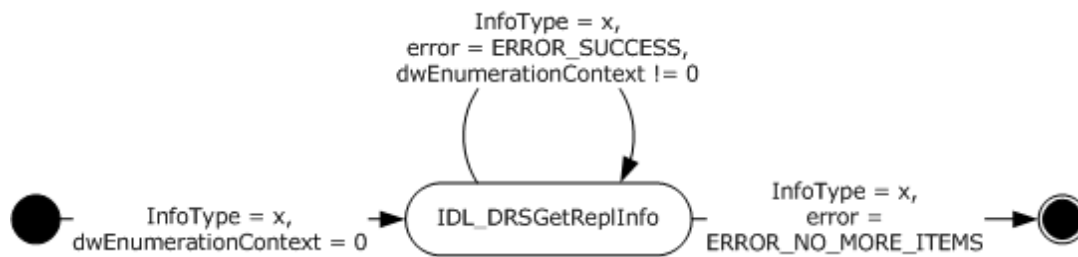 InfoType = x,
error = ERROR_SUCCESS,
dwEnumerationContext != 0
InfoType = x,
dwEnumerationContext = 0
IDL_DRSGetReplInfo
InfoType = x,
error =
ERROR_NO_MORE_ITEMS